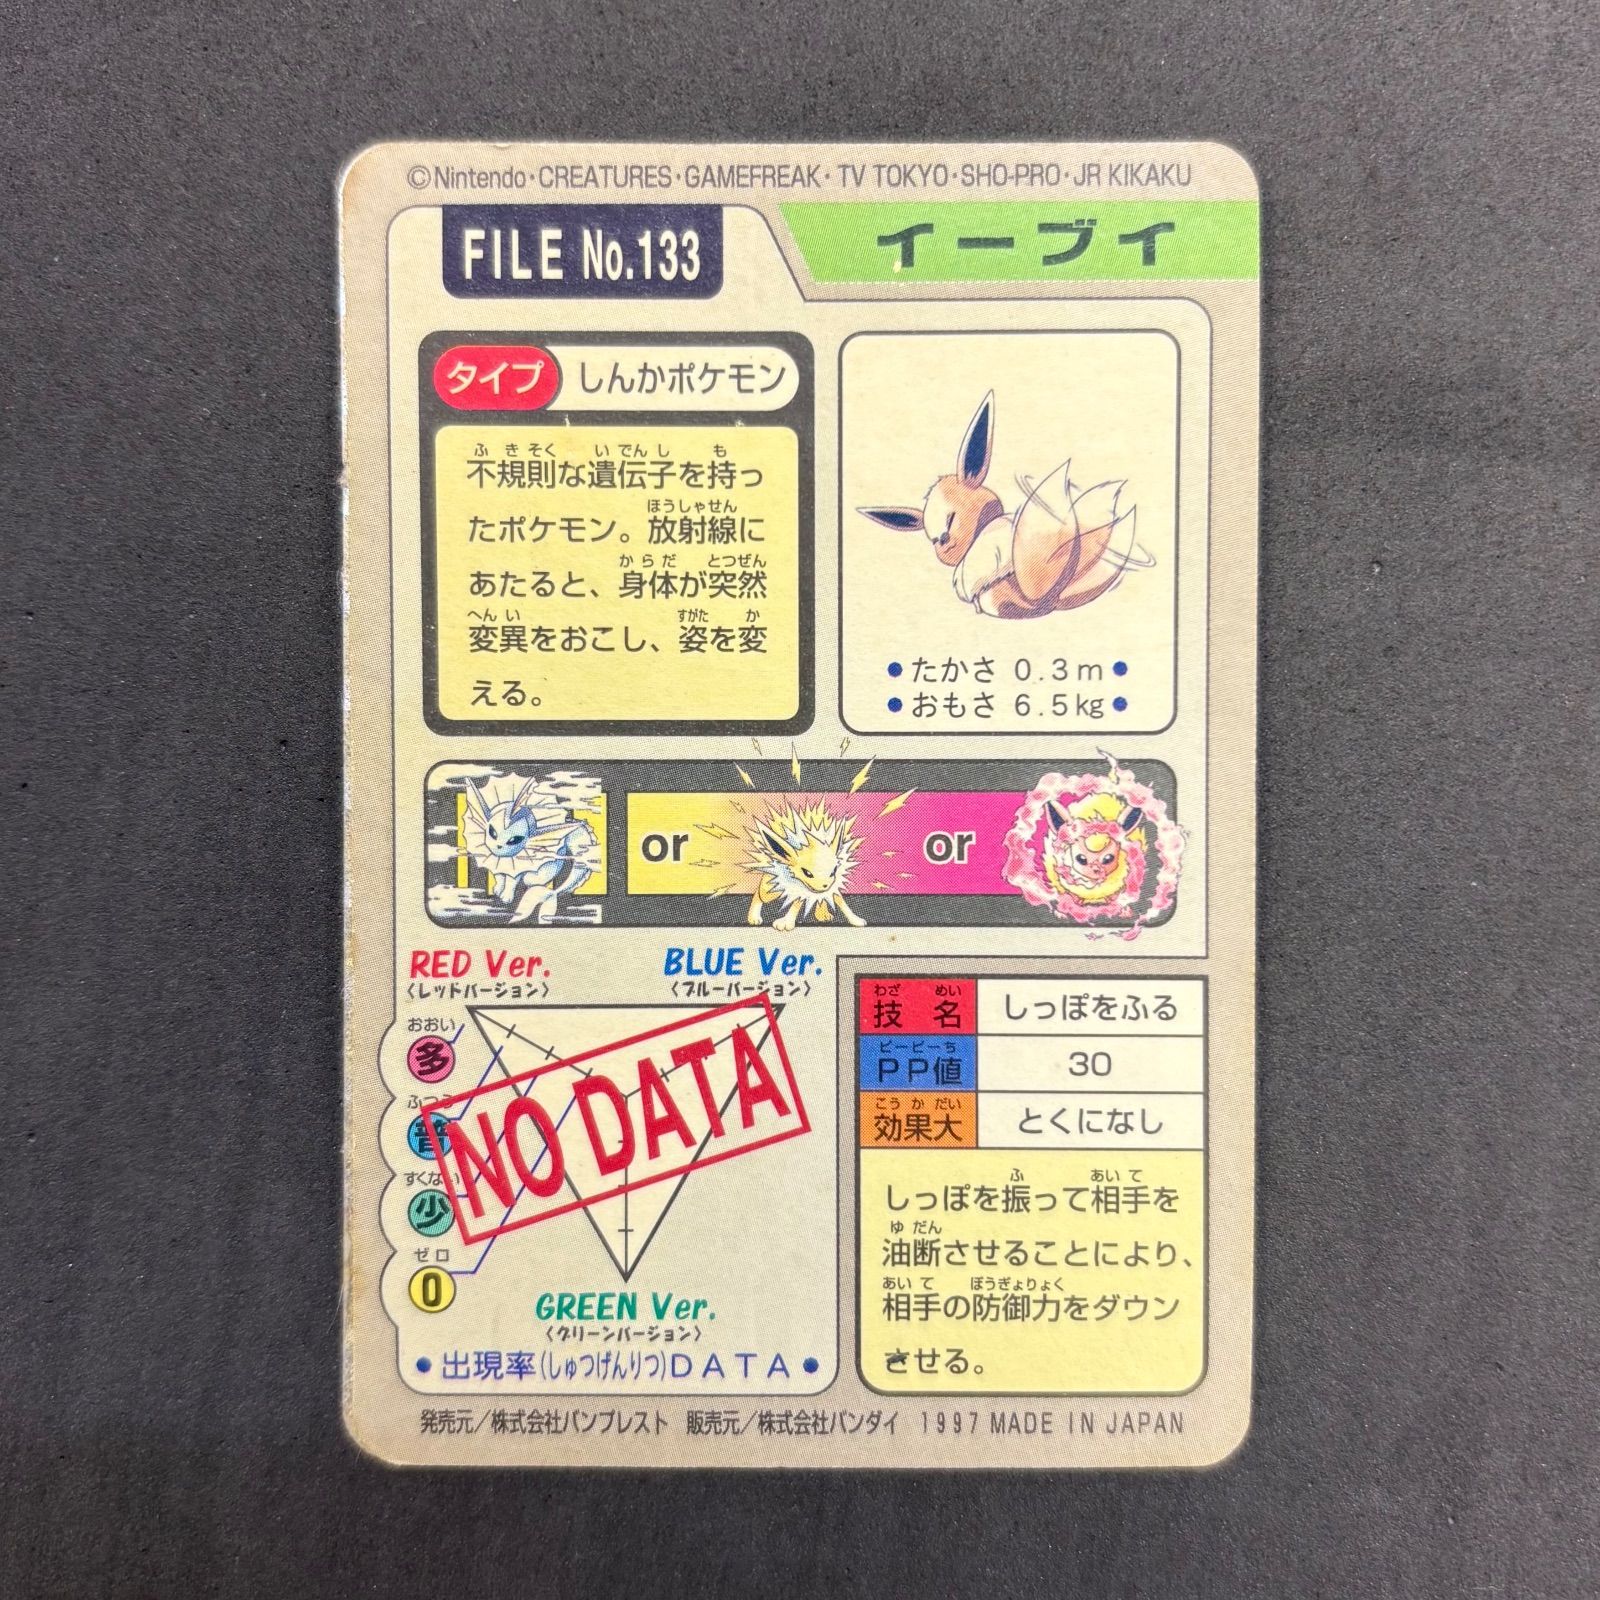 ©Nintendo・CREATURES・GAMEFREAK・TV TOKYO・SHO-PRO・JR KIKAKU
FILE No.133
イーブイ
タイプ しんかポケモン
ふきそく いでんし も
不規則な遺伝子を持っ
ほうしゃせん
たポケモン。放射線に
からだ とつぜん
あたると、身体が突然
へんい すがた か
変異をおこし、姿を変
える。
●たかさ 0.3m●
●おもさ 6.5kg●
or
or
RED Ver.
〈レッドバージョン〉
BLUE Ver.
〈ブルーバージョン〉
おおい
多
ふつう
普
すくない
少
ゼロ
0
NO DATA
GREEN Ver.
〈グリーンバージョン〉
●出現率(しゅつげんりつ)DATA●
わざ めい
技名 しっぽをふる
ピーピーち
PP値 30
こうかだい
効果大 とくになし
ふ あいて
しっぽを振って相手を
ゆだん
油断させることにより、
あいて ぼうぎょりょく
相手の防御力をダウン
させる。
発売元／株式会社バンプレスト 販売元／株式会社バンダイ 1997 MADE IN JAPAN